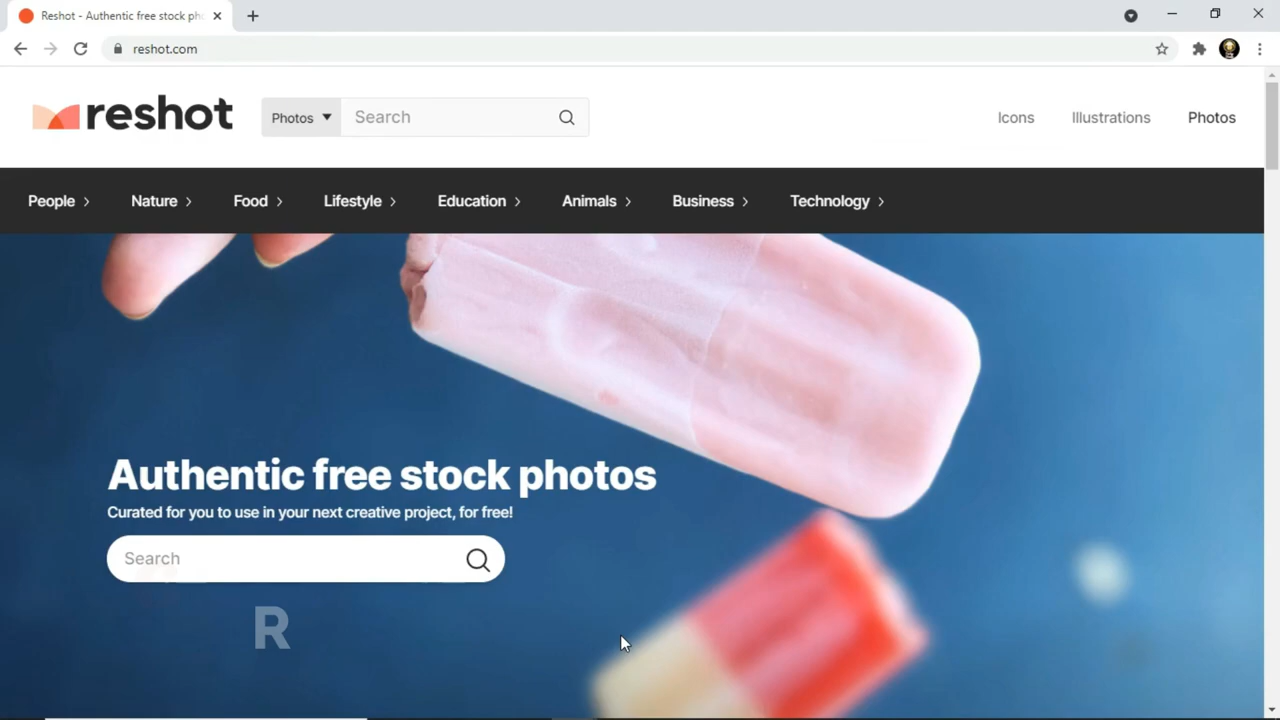 Reshot - Authentic free stock pho
reshot.com
reshot
Photos
Search
Icons
Illustrations
Photos
People
Nature
Food
Lifestyle
Education
Animals
Business
Technology
Authentic free stock photos
Curated for you to use in your next creative project, for free!
Search
R